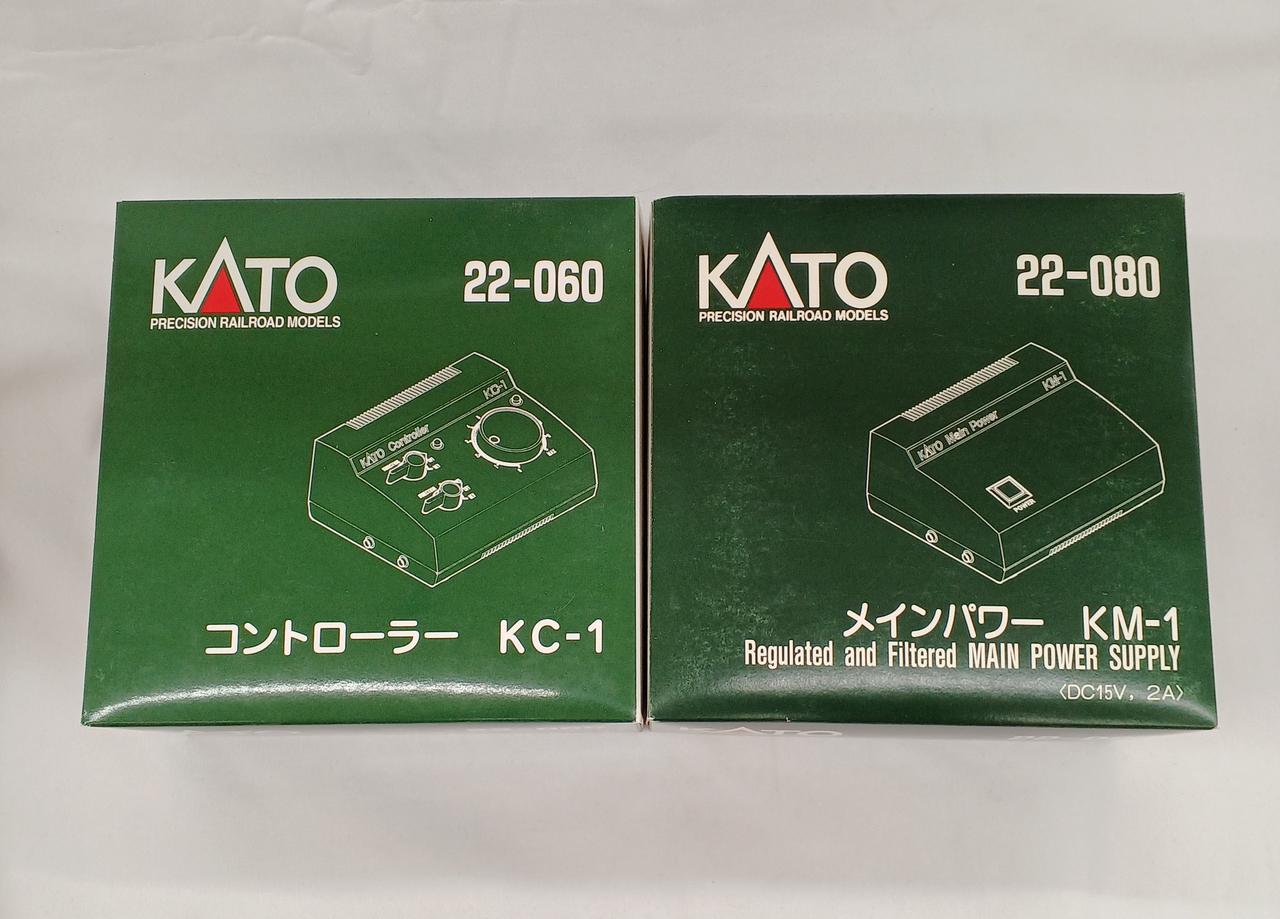 KATO
PRECISION RAILROAD MODELS
22-060
KATO Controller
KC-1
コントローラー KC-1
KATO
PRECISION RAILROAD MODELS
22-080
KATO Main Power
KM-1
POWER
メインパワー KM-1
Regulated and Filtered MAIN POWER SUPPLY
〈DC15V, 2A〉